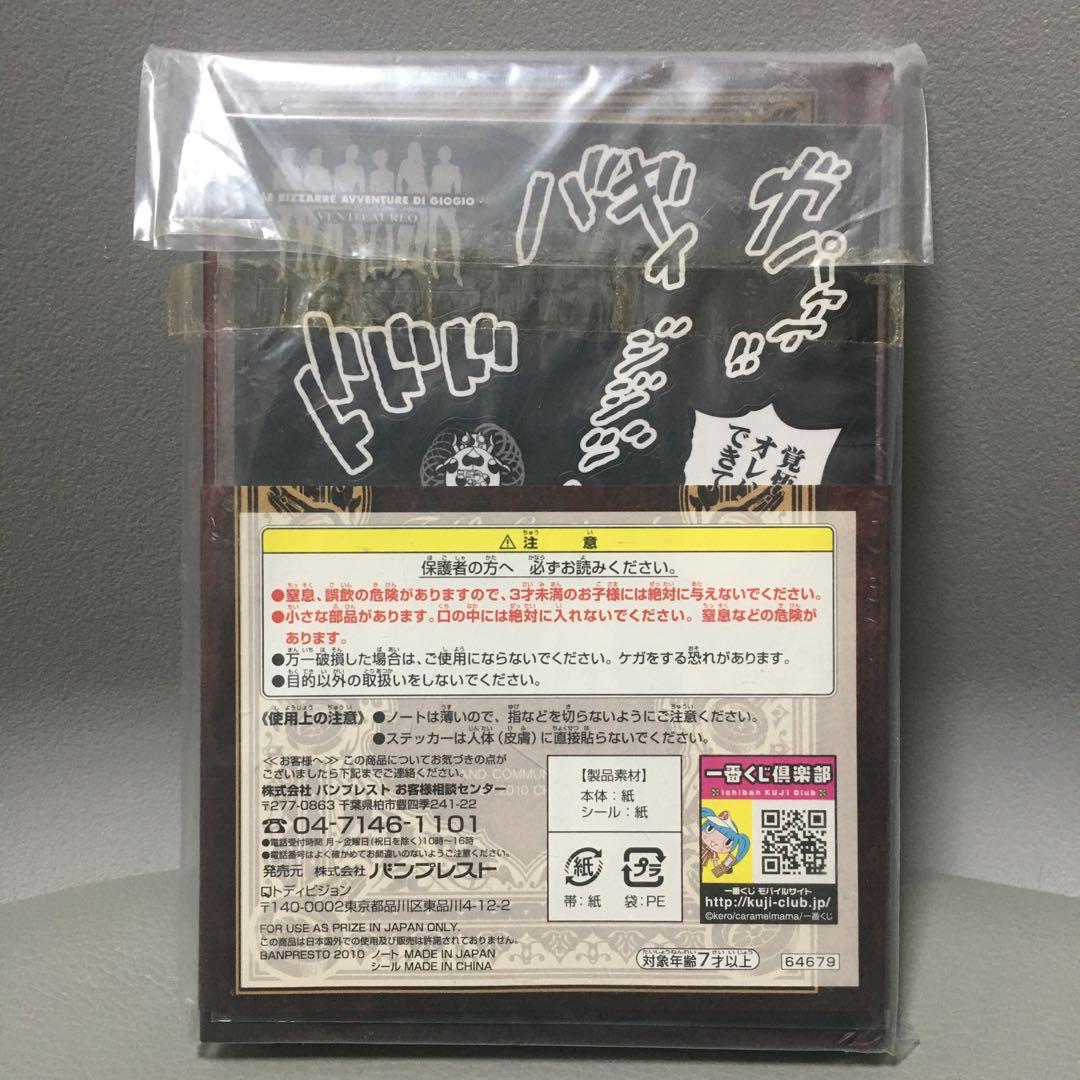 LE BIZZARRE AVVENTURE DI GIOGIO
VENTO AUREO
バギィ
ガパァァ
ドドドド
ジジジジ
できて
⚠注意
保護者の方へ 必ずお読みください。
●窒息、誤飲の危険がありますので、3才未満のお子様には絶対に与えないでください。
●小さな部品があります。口の中には絶対に入れないでください。窒息などの危険が
あります。
●万一破損した場合は、ご使用にならないでください。ケガをする恐れがあります。
●目的以外の取扱いをしないでください。
《使用上の注意》●ノートは薄いので、指などを切らないようにご注意ください。
●ステッカーは人体(皮膚)に直接貼らないでください。
≪お客様へ≫この商品についてお気づきの点が
ございましたら下記までご連絡ください。
株式会社 バンプレスト お客様相談センター
〒277-0863 千葉県柏市豊四季241-22
☎04-7146-1101
●電話受付時間 月~金曜日(祝日を除く)10時~16時
●電話番号はよく確かめてお間違のないようご注意ください。
発売元 株式会社 バンプレスト
ロトディビジョン
〒140-0002東京都品川区東品川4-12-2
FOR USE AS PRIZE IN JAPAN ONLY.
この商品は日本国外での使用及び販売は許諾されておりません。
BANPRESTO 2010 ノート MADE IN JAPAN
シール MADE IN CHINA
【製品素材】
本体:紙
シール:紙
紙
プラ
帯:紙
袋:PE
一番くじ倶楽部
Ichiban KUJI Club
一番くじ モバイルサイト
http://kuji-club.jp/
©kero/caramelmama/一番くじ
対象年齢7才以上
64679